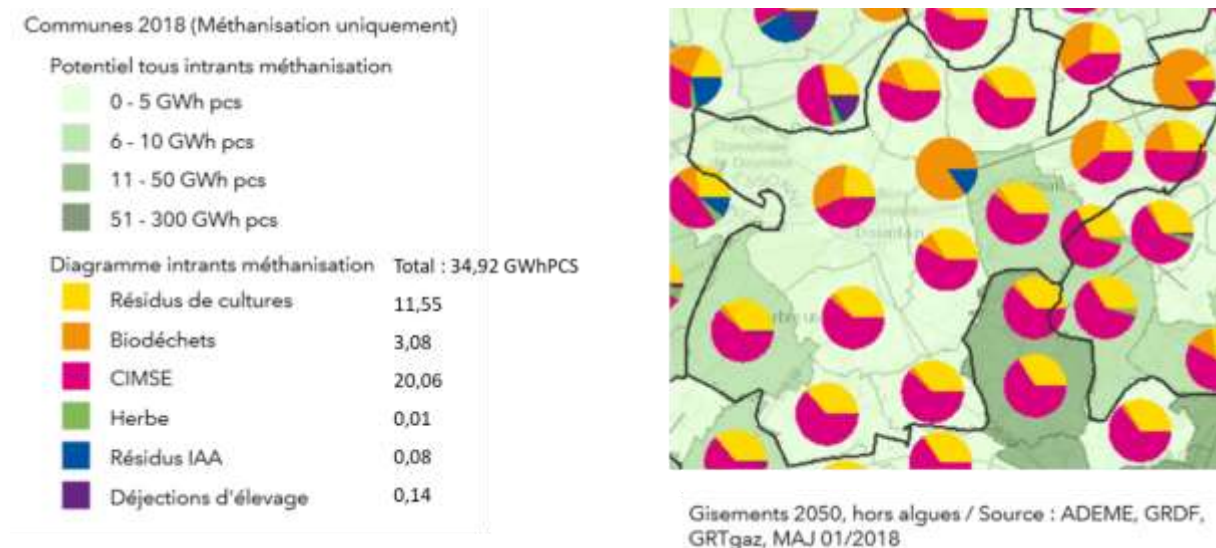 Communes 2018 (Méthanisation uniquement)
Potentiel tous intrants méthanisation
0 - 5 GWh pcs
6 - 10 GWh pcs
11 - 50 GWh pcs
51 - 300 GWh pcs
Diagramme intrants méthanisation Total : 34,92 GWhPCS
Résidus de cultures 11,55
Biodéchets 3,08
CIMSE 20,06
Herbe 0,01
Résidus IAA 0,08
Déjections d'élevage 0,14
Gisements 2050, hors algues / Source : ADEME, GRDF,
GRTgaz, MAJ 01/2018